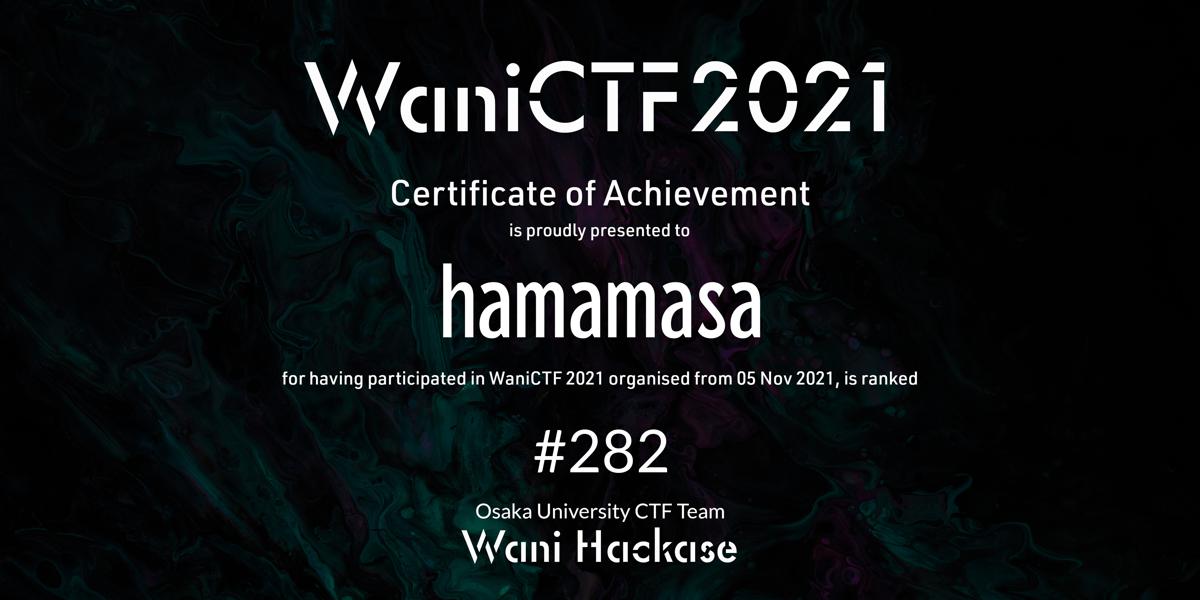 WaniCTF2021
Certificate of Achievement
is proudly presented to
hamamasa
for having participated in WaniCTF 2021 organised from 05 Nov 2021, is ranked
#282
Osaka University CTF Team
Wani Hackase